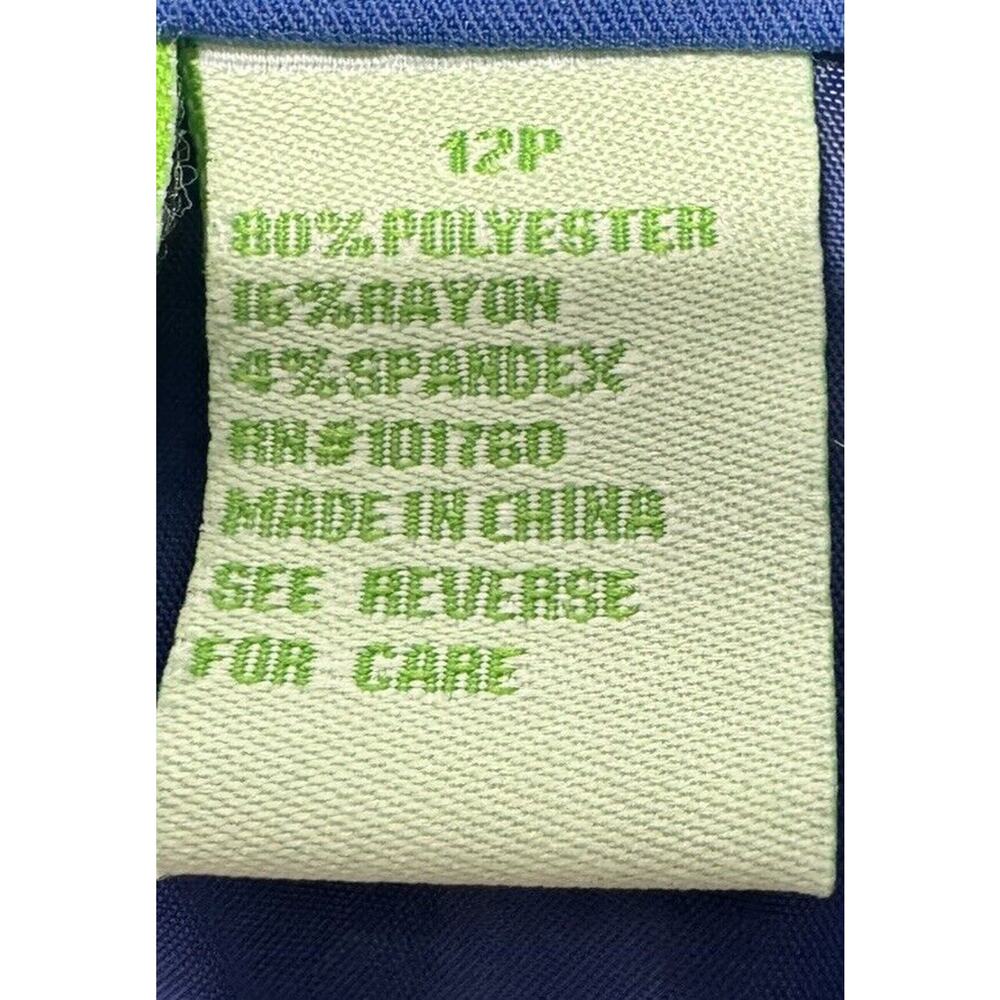 12P
80%POLYESTER
16%RAYON
4%SPANDEX
RN#101760
MADE IN CHINA
SEE REVERSE
FOR CARE